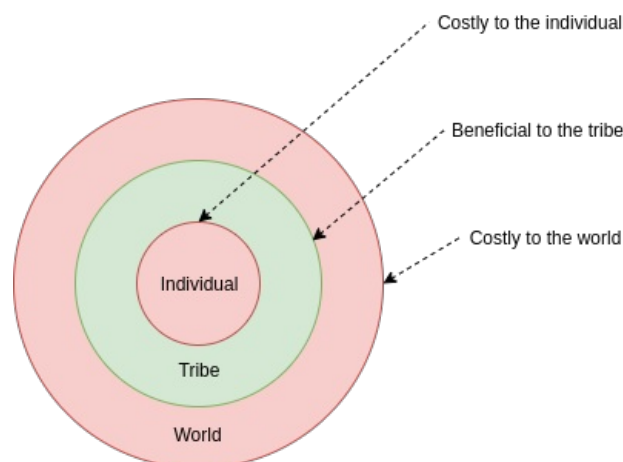 Costly to the individual
Beneficial to the tribe
Costly to the world
Individual
Tribe
World